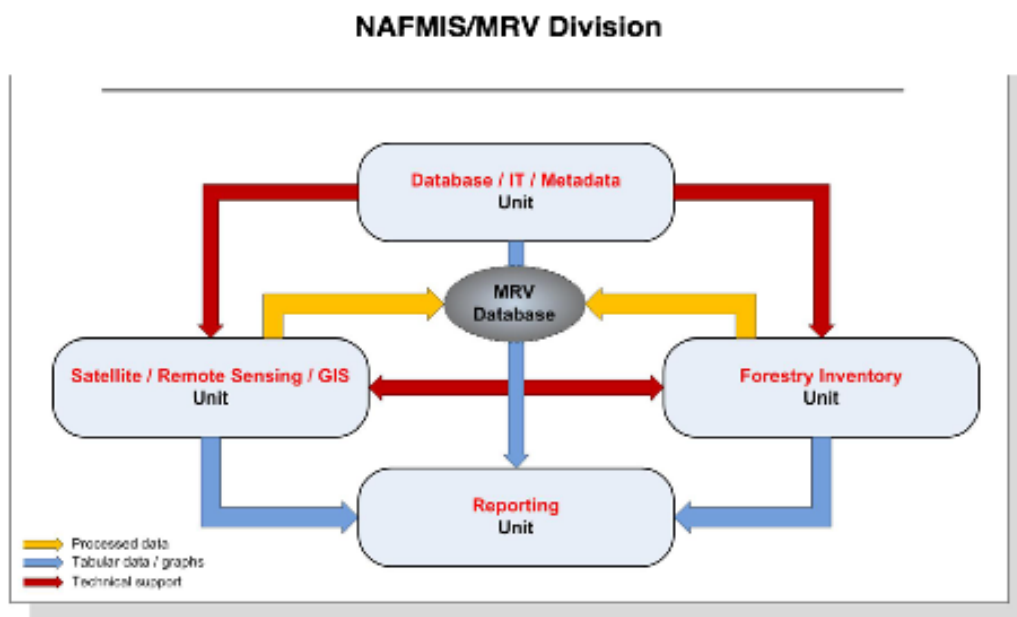 NAFMIS/MRV Division
Database / IT / Metadata
Unit
MRV
Database
Satellite / Remote Sensing / GIS
Unit
Forestry Inventory
Unit
Reporting
Unit
Processed data
Tabular data / graphs
Technical support